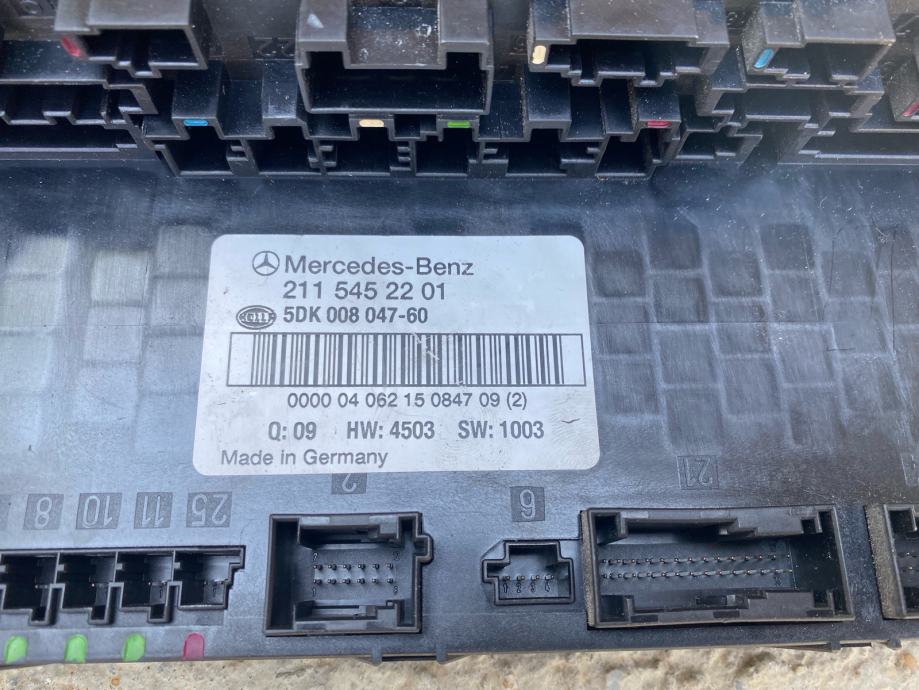 Mercedes-Benz
211 545 22 01
5DK 008 047-60
0000 04 062 15 0847 09 (2)
Q: 09 HW: 4503 SW: 1003
Made in Germany
8 10 11 25 2 6 21